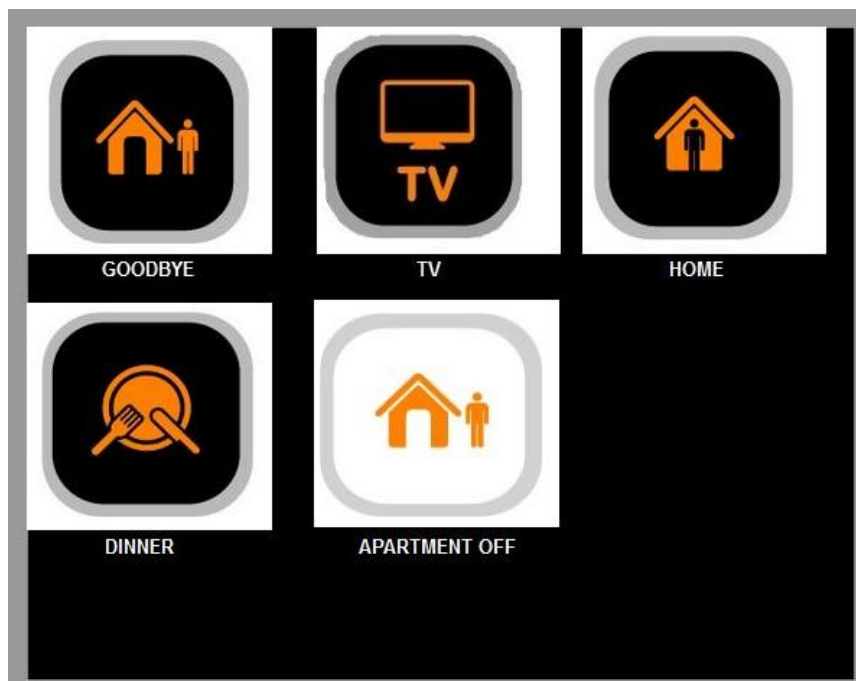 TV
GOODBYE
TV
HOME
DINNER
APARTMENT OFF